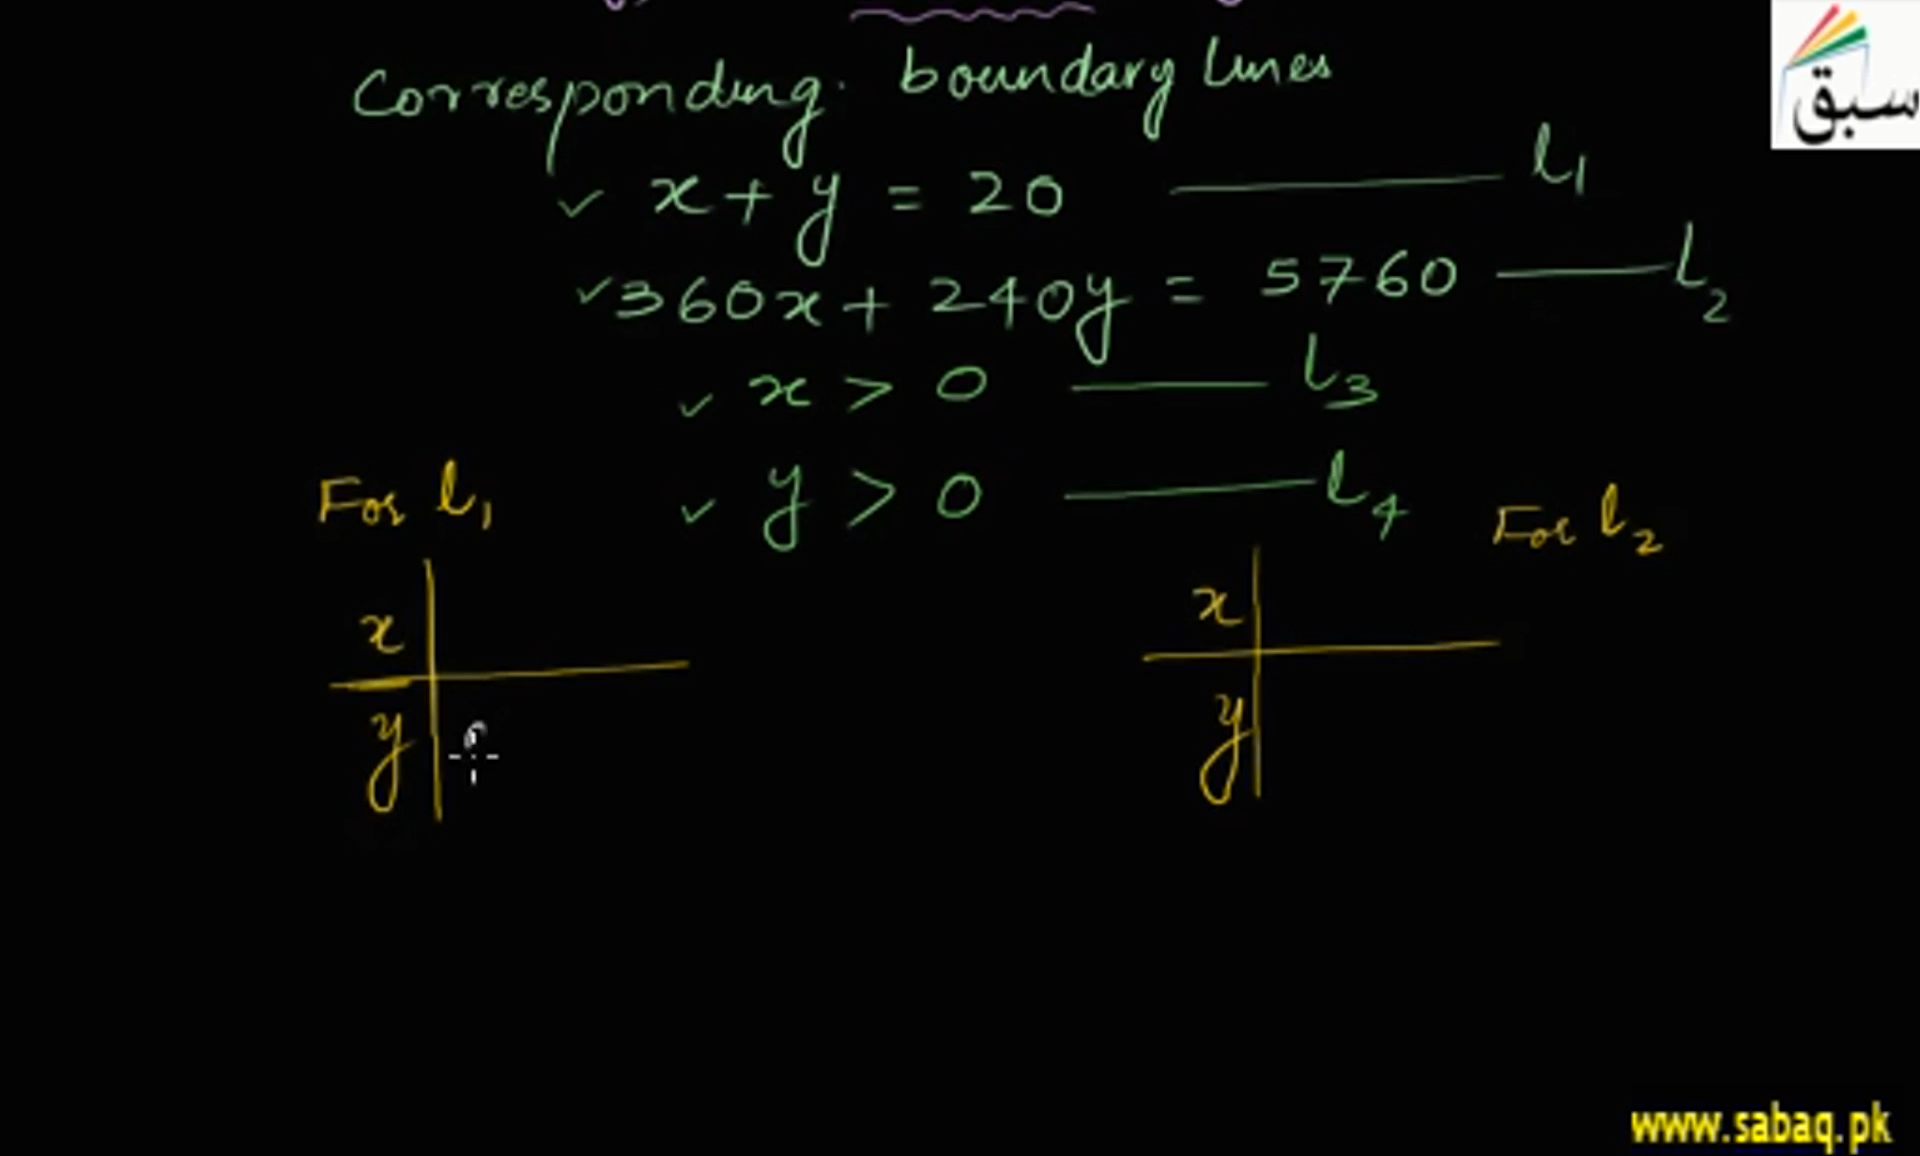 Corresponding boundary lines
سبق
✓ x + y = 20 ——— l₁
✓ 360x + 240y = 5760 ——— l₂
✓ x > 0 ——— l₃
✓ y > 0 ——— l₄
For l₁
For l₂
x
y
x
y
www.sabaq.pk